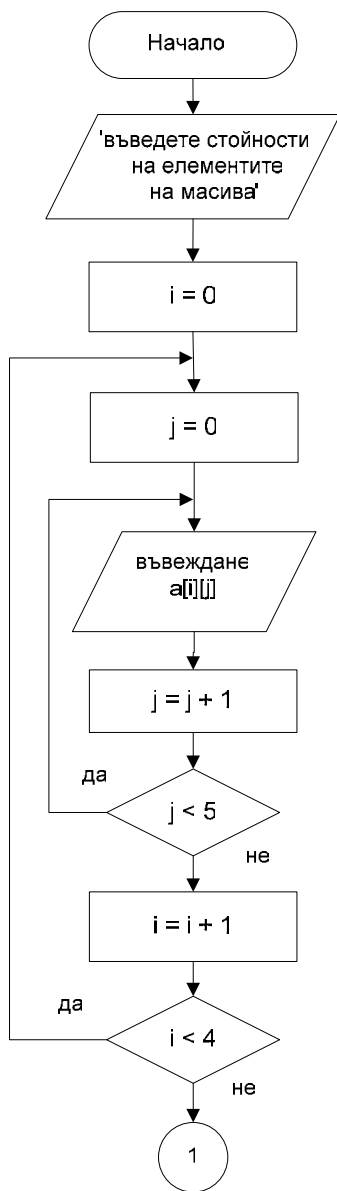 Начало
'въведете стойности
на елементите
на масива'
i = 0
j = 0
въвеждане
a[i][j]
j = j + 1
да
j < 5
не
i = i + 1
да
i < 4
не
1